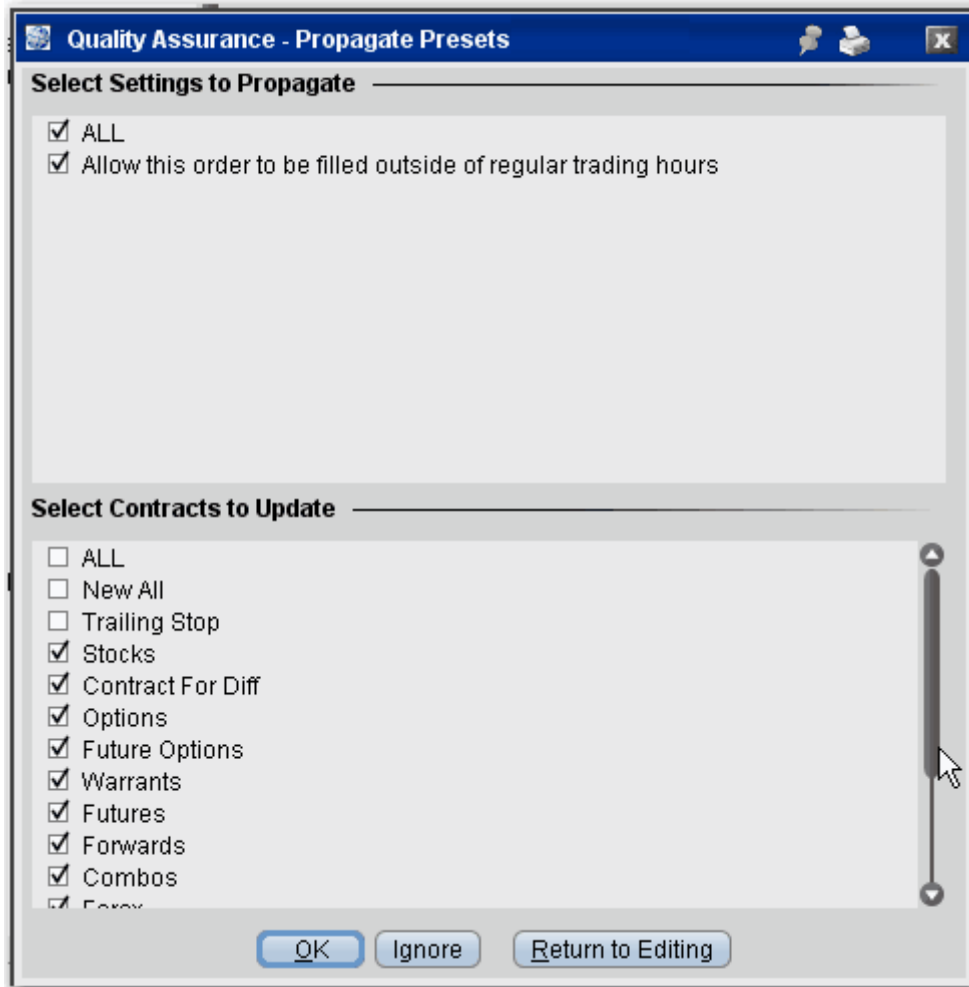 Quality Assurance - Propagate Presets
Select Settings to Propagate
ALL
Allow this order to be filled outside of regular trading hours
Select Contracts to Update
ALL
New All
Trailing Stop
Stocks
Contract For Diff
Options
Future Options
Warrants
Futures
Forwards
Combos
Forex
OK Ignore Return to Editing